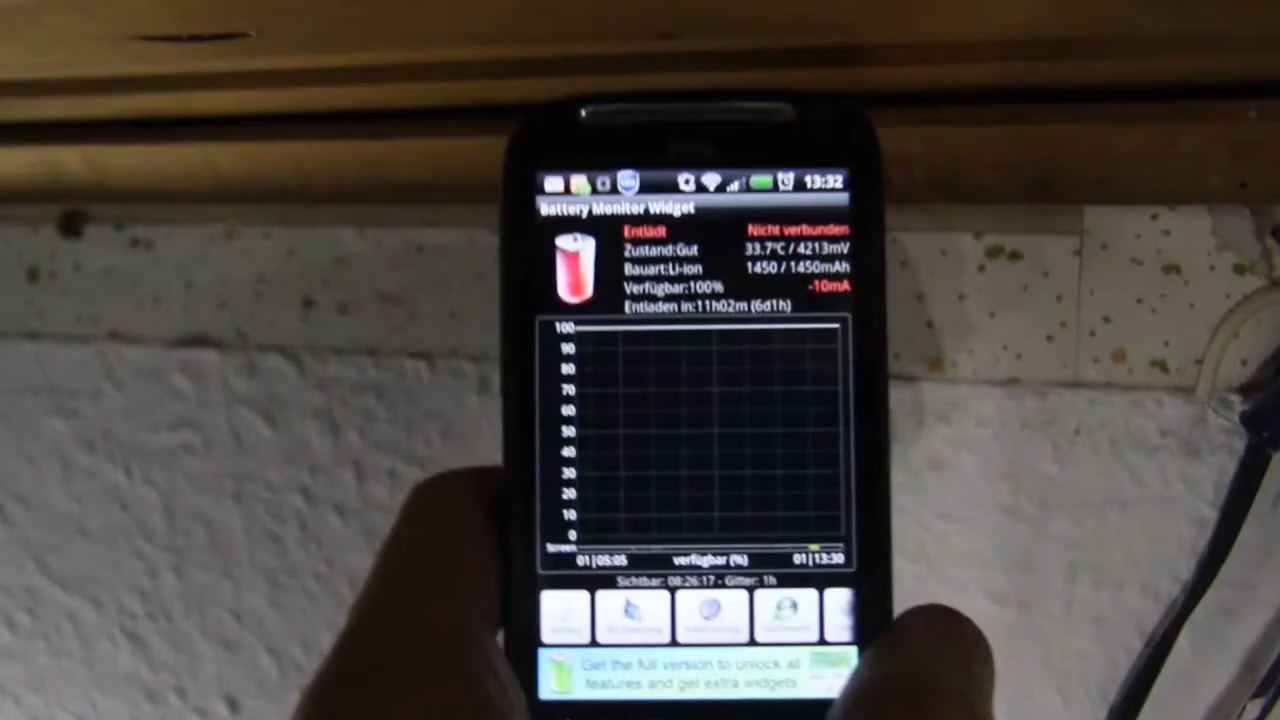 13:32
Battery Monitor Widget
Entlädt Nicht verbunden
Zustand:Gut 33.7°C / 4213mV
Bauart:Li-ion 1450 / 1450mAh
Verfügbar:100% -10mA
Entladen in:11h02m (6d1h)
100
90
80
70
60
50
40
30
20
10
0
Screen
01|05:05 verfügbar (%) 01|13:30
Sichtbar: 08:26:17 - Gitter: 1h
Get the full version to unlock all
features and get extra widgets